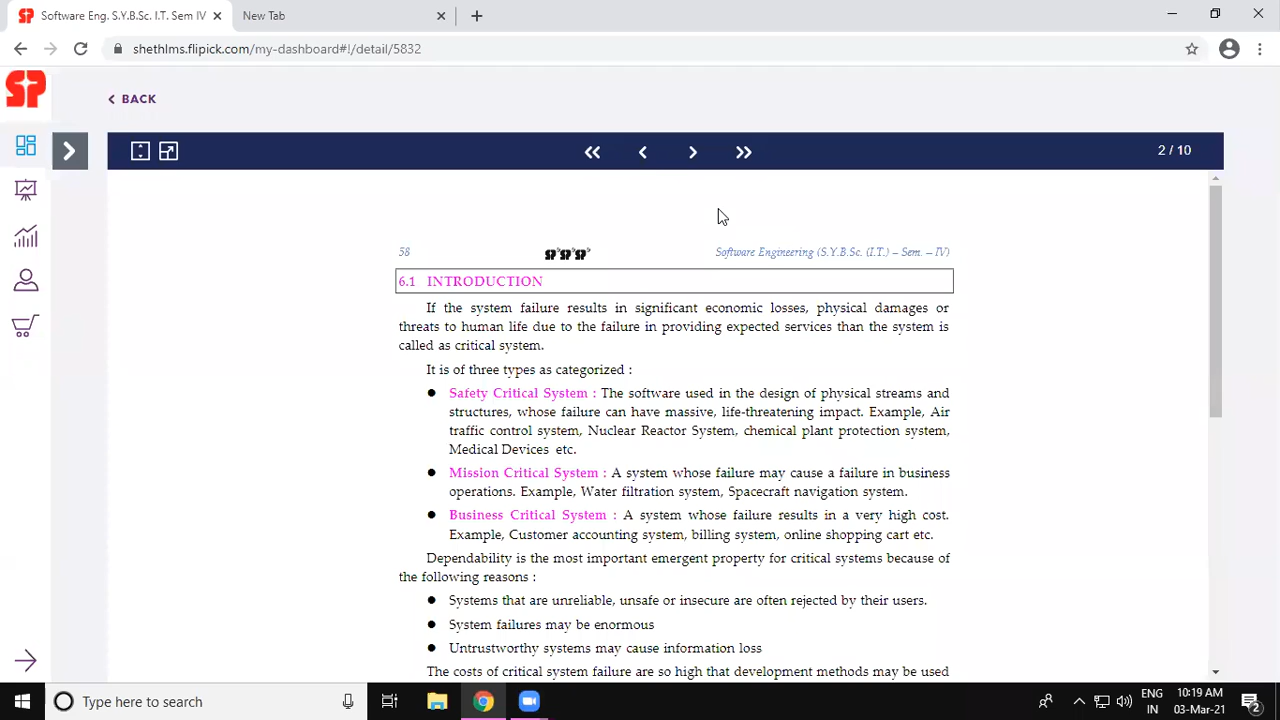 Software Eng. S.Y.B.Sc. I.T. Sem IV
New Tab
shethlms.flipick.com/my-dashboard#!/detail/5832
SP
BACK
2 / 10
58
Software Engineering (S.Y.B.Sc. (I.T.) – Sem. – IV)
6.1 INTRODUCTION
If the system failure results in significant economic losses, physical damages or
threats to human life due to the failure in providing expected services than the system is
called as critical system.
It is of three types as categorized :
● Safety Critical System : The software used in the design of physical streams and
structures, whose failure can have massive, life-threatening impact. Example, Air
traffic control system, Nuclear Reactor System, chemical plant protection system,
Medical Devices etc.
● Mission Critical System : A system whose failure may cause a failure in business
operations. Example, Water filtration system, Spacecraft navigation system.
● Business Critical System : A system whose failure results in a very high cost.
Example, Customer accounting system, billing system, online shopping cart etc.
Dependability is the most important emergent property for critical systems because of
the following reasons :
● Systems that are unreliable, unsafe or insecure are often rejected by their users.
● System failures may be enormous
● Untrustworthy systems may cause information loss
The costs of critical system failure are so high that development methods may be used
Type here to search
ENG
IN
10:19 AM
03-Mar-21
2